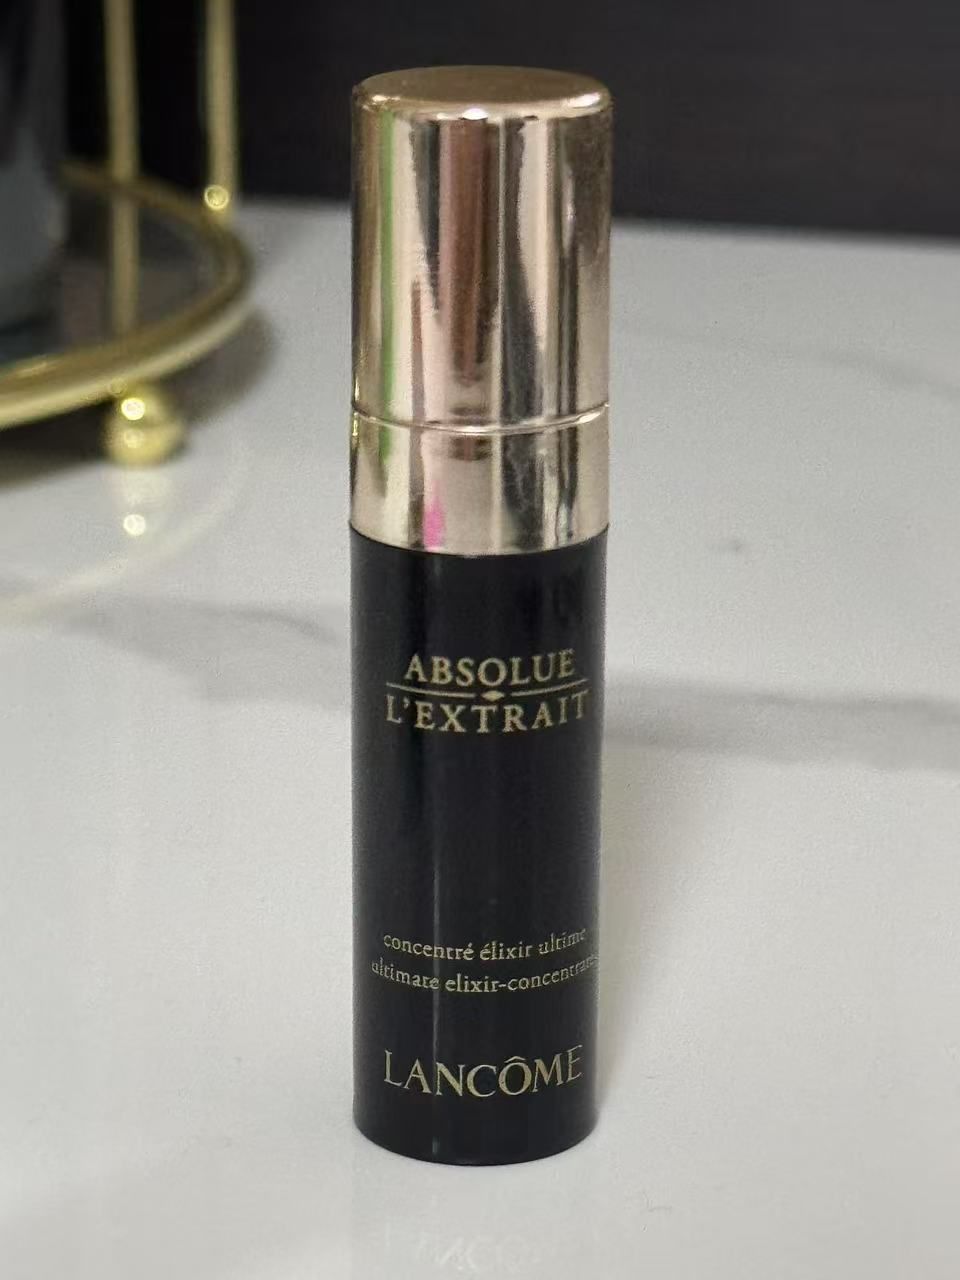 ABSOLUE
L'EXTRAIT
concentré élixir ultime
ultimate elixir-concentrate
LANCÔME